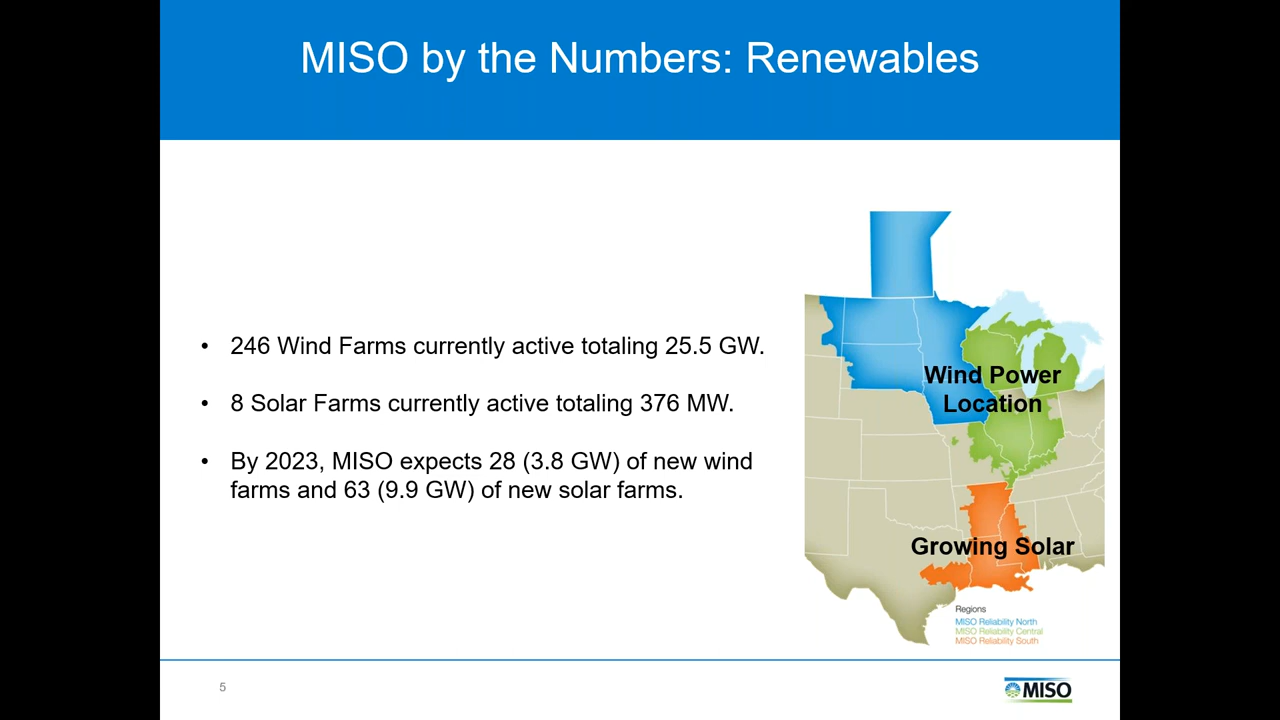 MISO by the Numbers: Renewables
• 246 Wind Farms currently active totaling 25.5 GW.
• 8 Solar Farms currently active totaling 376 MW.
• By 2023, MISO expects 28 (3.8 GW) of new wind
farms and 63 (9.9 GW) of new solar farms.
Wind Power
Location
Growing Solar
Regions
MISO Reliability North
MISO Reliability Central
MISO Reliability South
5
MISO